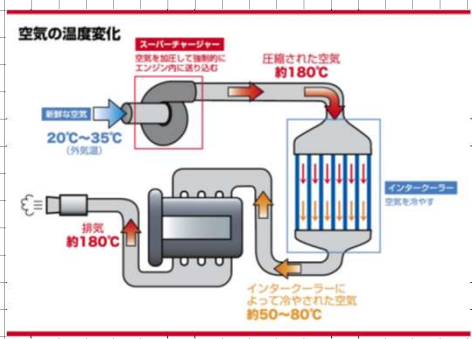 空気の温度変化
スーパーチャージャー
空気を加圧して強制的に
エンジン内に送り込む
圧縮された空気
約180℃
新鮮な空気
20℃〜35℃
（外気温）
インタークーラー
空気を冷やす
排気
約180℃
インタークーラーに
よって冷やされた空気
約50〜80℃